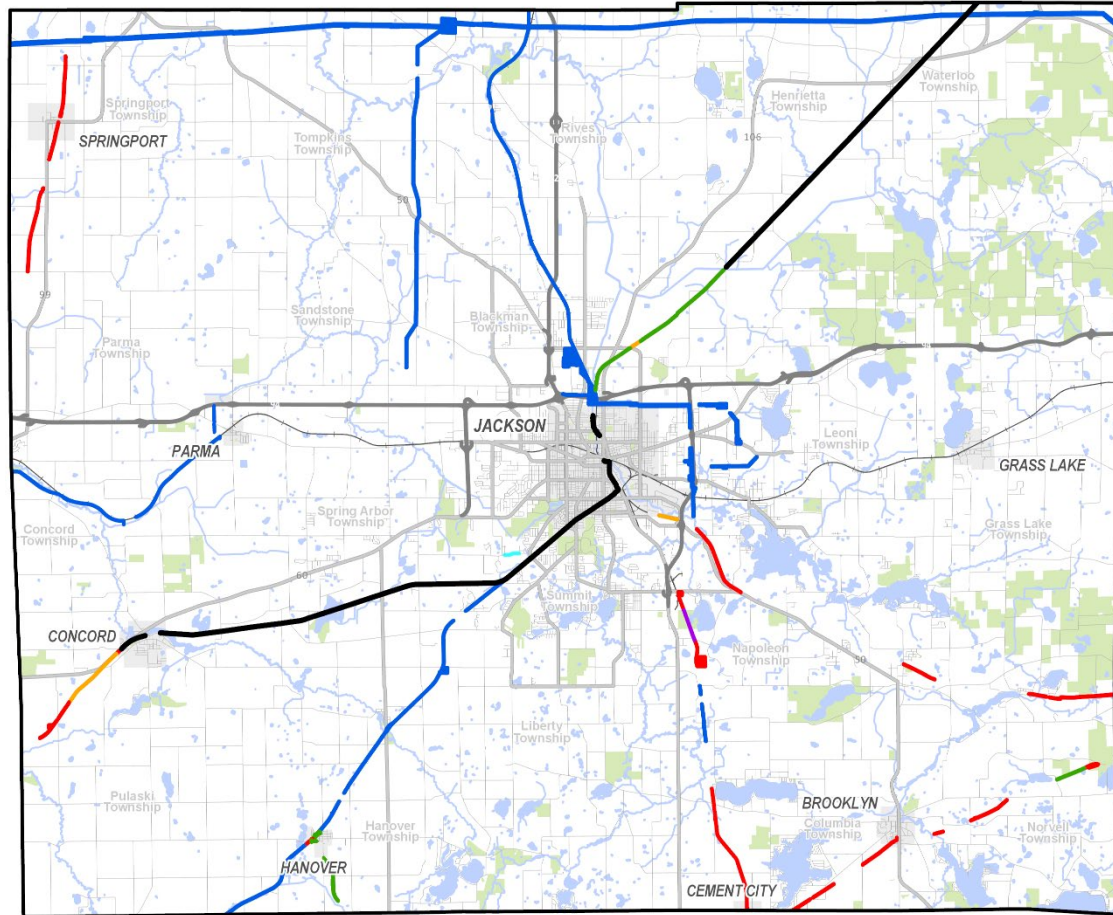 Springport
Township
SPRINGPORT
Tompkins
Township
Rives
Township
Henrietta
Township
Waterloo
Township
106
50
99
Parma
Township
Sandstone
Township
Blackman
Township
94
JACKSON
PARMA
Leoni
Township
GRASS LAKE
Concord
Township
Spring Arbor
Township
Grass Lake
Township
60
Summit
Township
CONCORD
Napoleon
Township
50
Liberty
Township
Pulaski
Township
Hanover
Township
BROOKLYN
Columbia
Township
Norvell
Township
HANOVER
CEMENT CITY